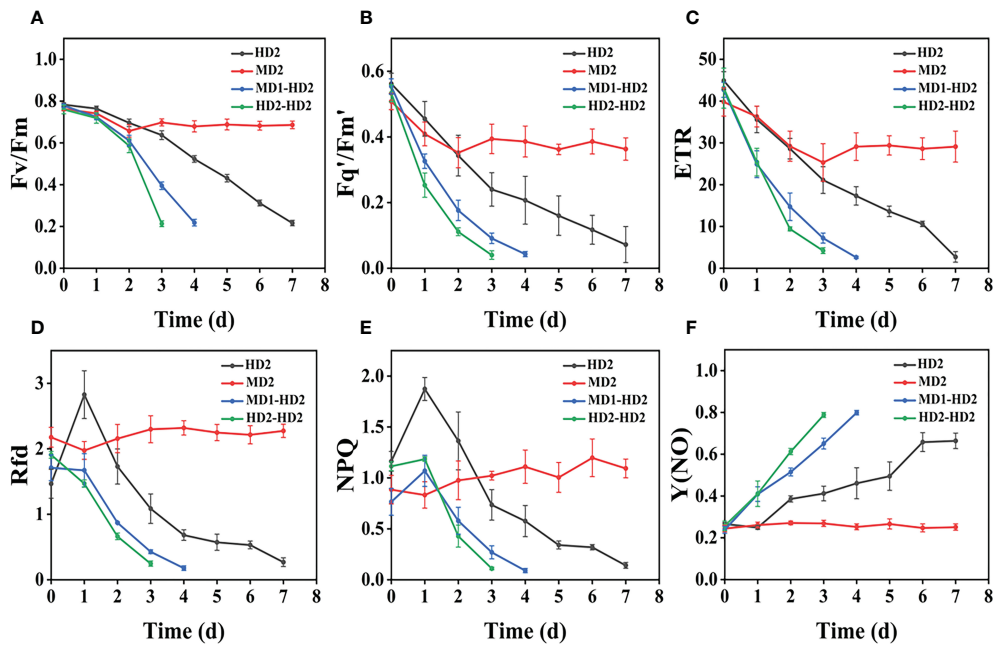 A
1.0
0.8
0.6
0.4
0.2
0.0
Fv/Fm
HD2
MD2
MD1-HD2
HD2-HD2
0 1 2 3 4 5 6 7 8
Time (d)
B
0.6
0.4
0.2
0.0
Fq'/Fm'
HD2
MD2
MD1-HD2
HD2-HD2
0 1 2 3 4 5 6 7 8
Time (d)
C
50
40
30
20
10
0
ETR
HD2
MD2
MD1-HD2
HD2-HD2
0 1 2 3 4 5 6 7 8
Time (d)
D
3
2
1
0
Rfd
HD2
MD2
MD1-HD2
HD2-HD2
0 1 2 3 4 5 6 7 8
Time (d)
E
2.0
1.5
1.0
0.5
0.0
NPQ
HD2
MD2
MD1-HD2
HD2-HD2
0 1 2 3 4 5 6 7 8
Time (d)
F
1.0
0.8
0.6
0.4
0.2
0.0
Y(NO)
HD2
MD2
MD1-HD2
HD2-HD2
0 1 2 3 4 5 6 7 8
Time (d)